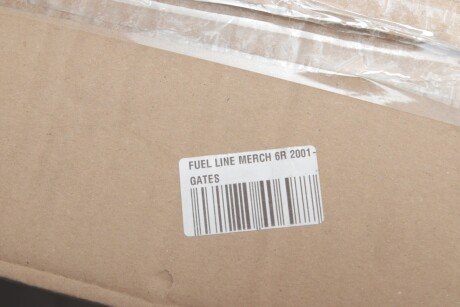 FUEL LINE MERCH 6R 2001-
GATES